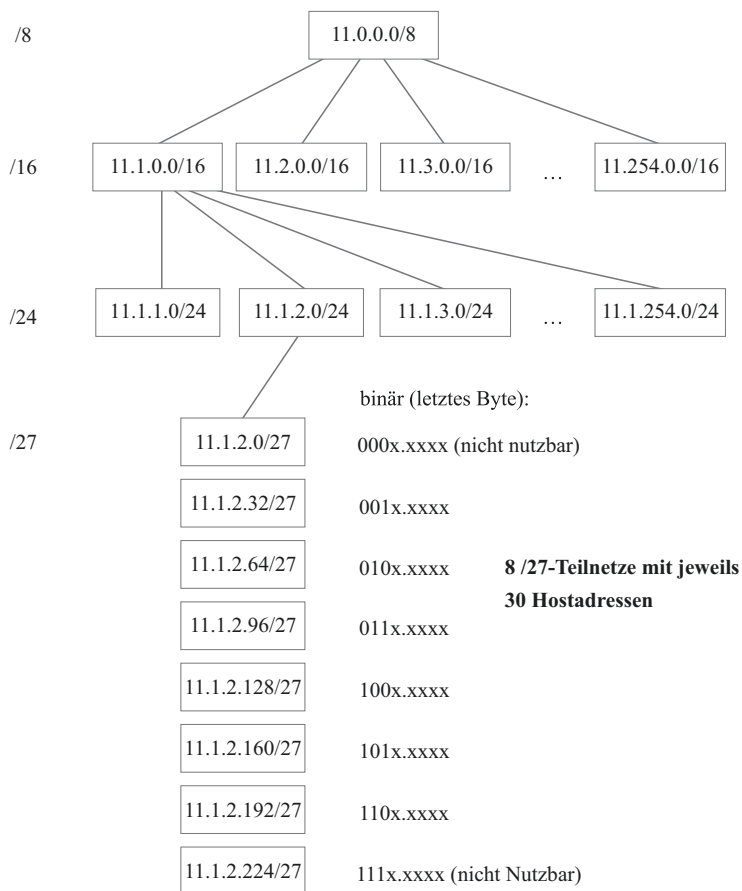 /8 11.0.0.0/8
/16 11.1.0.0/16 11.2.0.0/16 11.3.0.0/16 … 11.254.0.0/16
/24 11.1.1.0/24 11.1.2.0/24 11.1.3.0/24 … 11.1.254.0/24
binär (letztes Byte):
/27 11.1.2.0/27 000x.xxxx (nicht nutzbar)
11.1.2.32/27 001x.xxxx
11.1.2.64/27 010x.xxxx 8 /27-Teilnetze mit jeweils
30 Hostadressen
11.1.2.96/27 011x.xxxx
11.1.2.128/27 100x.xxxx
11.1.2.160/27 101x.xxxx
11.1.2.192/27 110x.xxxx
11.1.2.224/27 111x.xxxx (nicht Nutzbar)